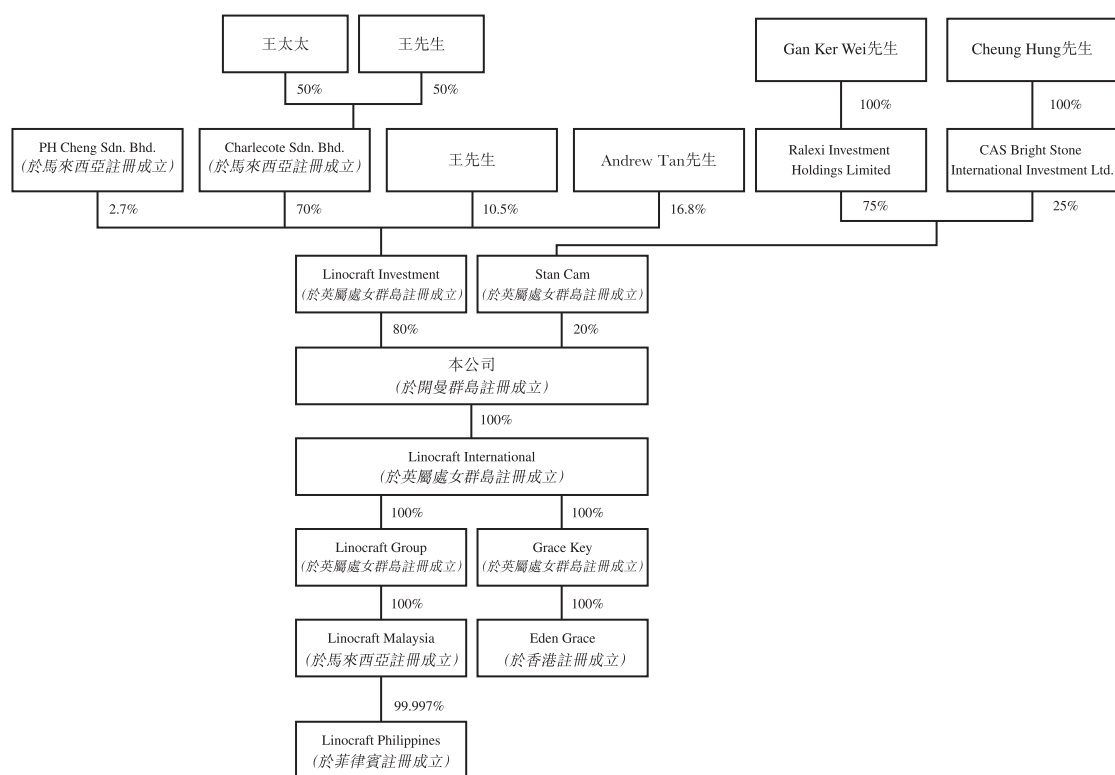 王太太
王先生
Gan Ker Wei先生
Cheung Hung先生
50%
50%
100%
100%
PH Cheng Sdn. Bhd.
(於馬來西亞註冊成立)
Charlecote Sdn. Bhd.
(於馬來西亞註冊成立)
王先生
Andrew Tan先生
Ralexi Investment
Holdings Limited
CAS Bright Stone
International Investment Ltd.
2.7%
70%
10.5%
16.8%
75%
25%
Linocraft Investment
(於英屬處女群島註冊成立)
Stan Cam
(於英屬處女群島註冊成立)
80%
20%
本公司
(於開曼群島註冊成立)
100%
Linocraft International
(於英屬處女群島註冊成立)
100%
100%
Linocraft Group
(於英屬處女群島註冊成立)
Grace Key
(於英屬處女群島註冊成立)
100%
100%
Linocraft Malaysia
(於馬來西亞註冊成立)
Eden Grace
(於香港註冊成立)
99.997%
Linocraft Philippines
(於菲律賓註冊成立)